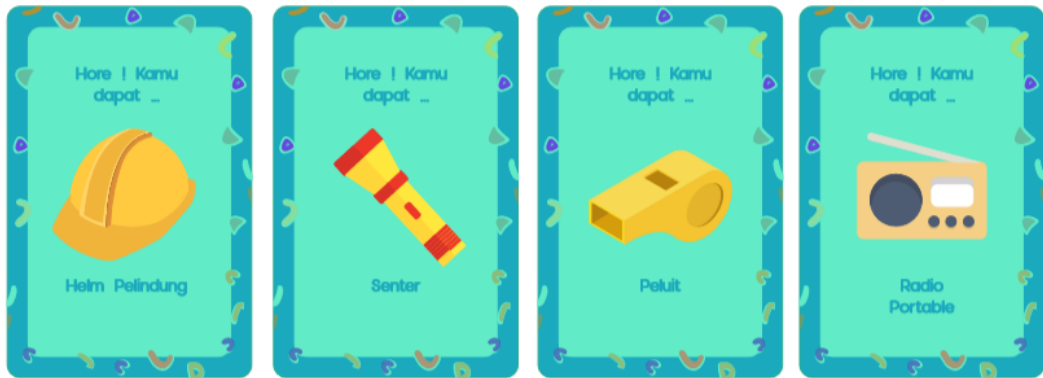 Hore ! Kamu
dapat ...
Helm Pelindung
Hore ! Kamu
dapat ...
Senter
Hore ! Kamu
dapat ...
Peluit
Hore ! Kamu
dapat ...
Radio
Portable